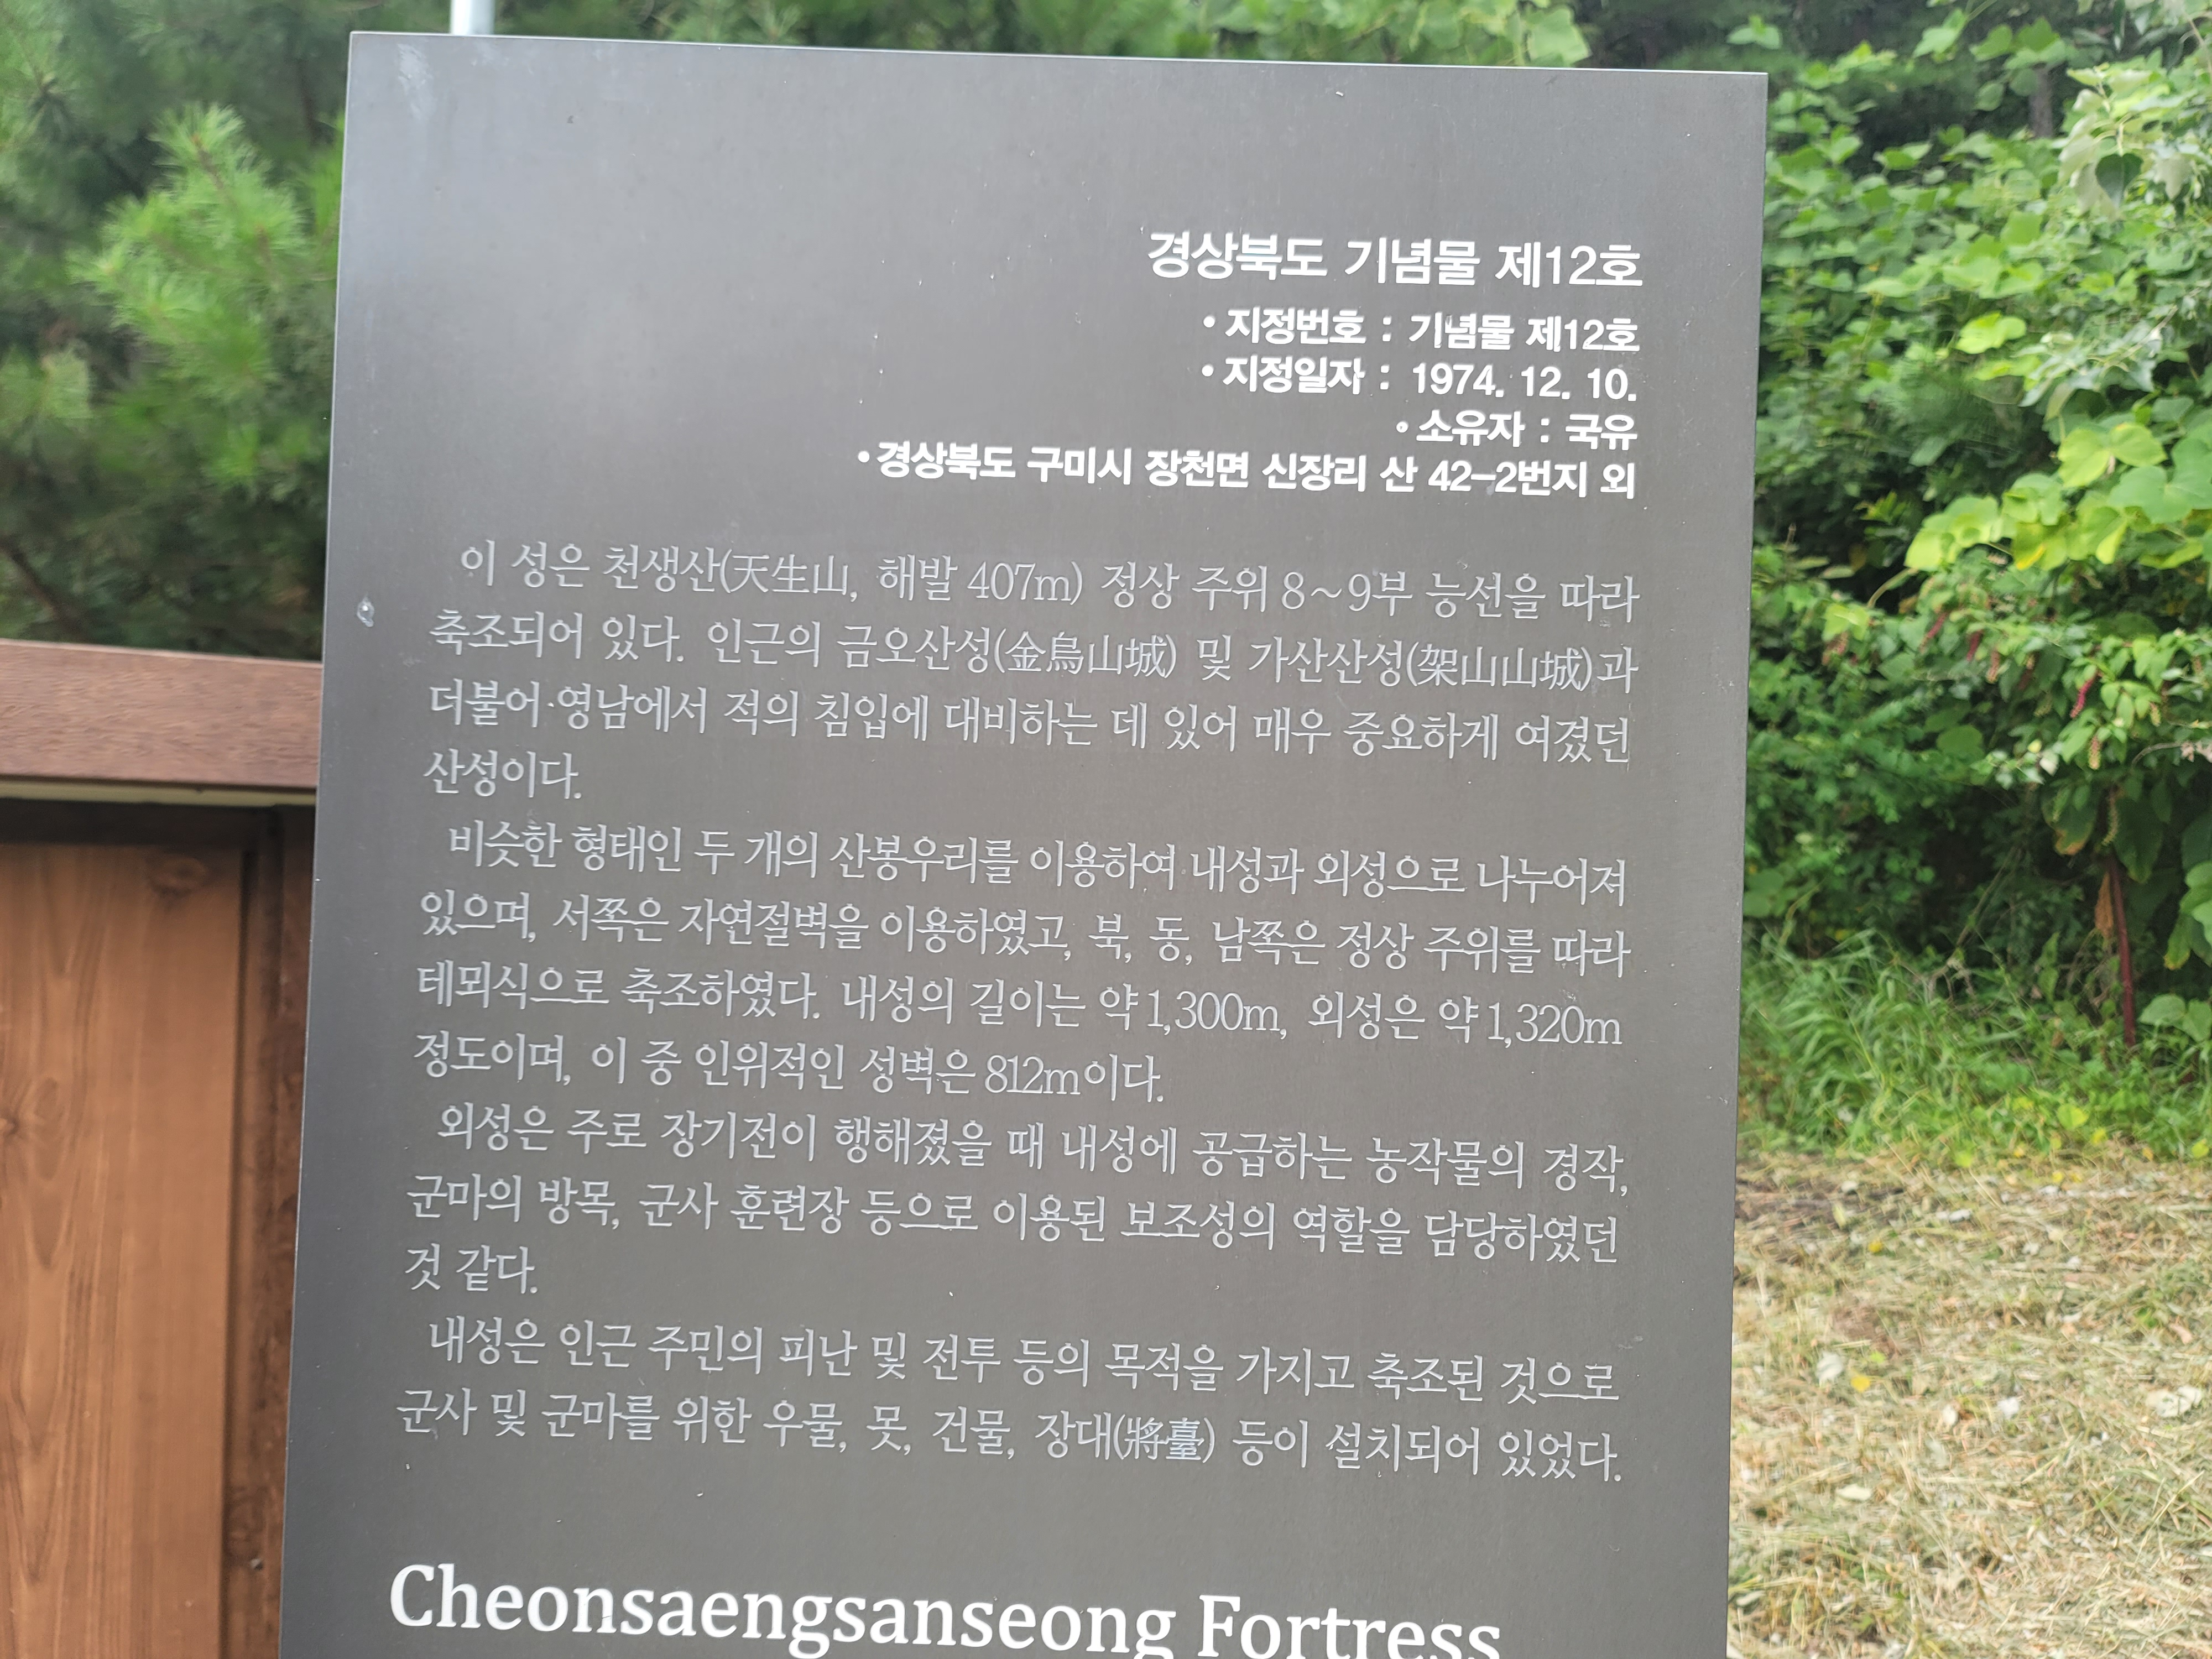 경상북도 기념물 제12호
• 지정번호 : 기념물 제12호
• 지정일자 : 1974. 12. 10.
• 소유자 : 국유
• 경상북도 구미시 장천면 신장리 산 42-2번지 외
이 성은 천생산(天生山, 해발 407m) 정상 주위 8~9부 능선을 따라
축조되어 있다. 인근의 금오산성(金烏山城) 및 가산산성(架山山城)과
더불어·영남에서 적의 침입에 대비하는 데 있어 매우 중요하게 여겼던
산성이다.
비슷한 형태인 두 개의 산봉우리를 이용하여 내성과 외성으로 나누어져
있으며, 서쪽은 자연절벽을 이용하였고, 북, 동, 남쪽은 정상 주위를 따라
테뫼식으로 축조하였다. 내성의 길이는 약 1,300m, 외성은 약 1,320m
정도이며, 이 중 인위적인 성벽은 812m이다.
외성은 주로 장기전이 행해졌을 때 내성에 공급하는 농작물의 경작,
군마의 방목, 군사 훈련장 등으로 이용된 보조성의 역할을 담당하였던
것 같다.
내성은 인근 주민의 피난 및 전투 등의 목적을 가지고 축조된 것으로
군사 및 군마를 위한 우물, 못, 건물, 장대(將臺) 등이 설치되어 있었다.
Cheonsaengsanseong Fortress